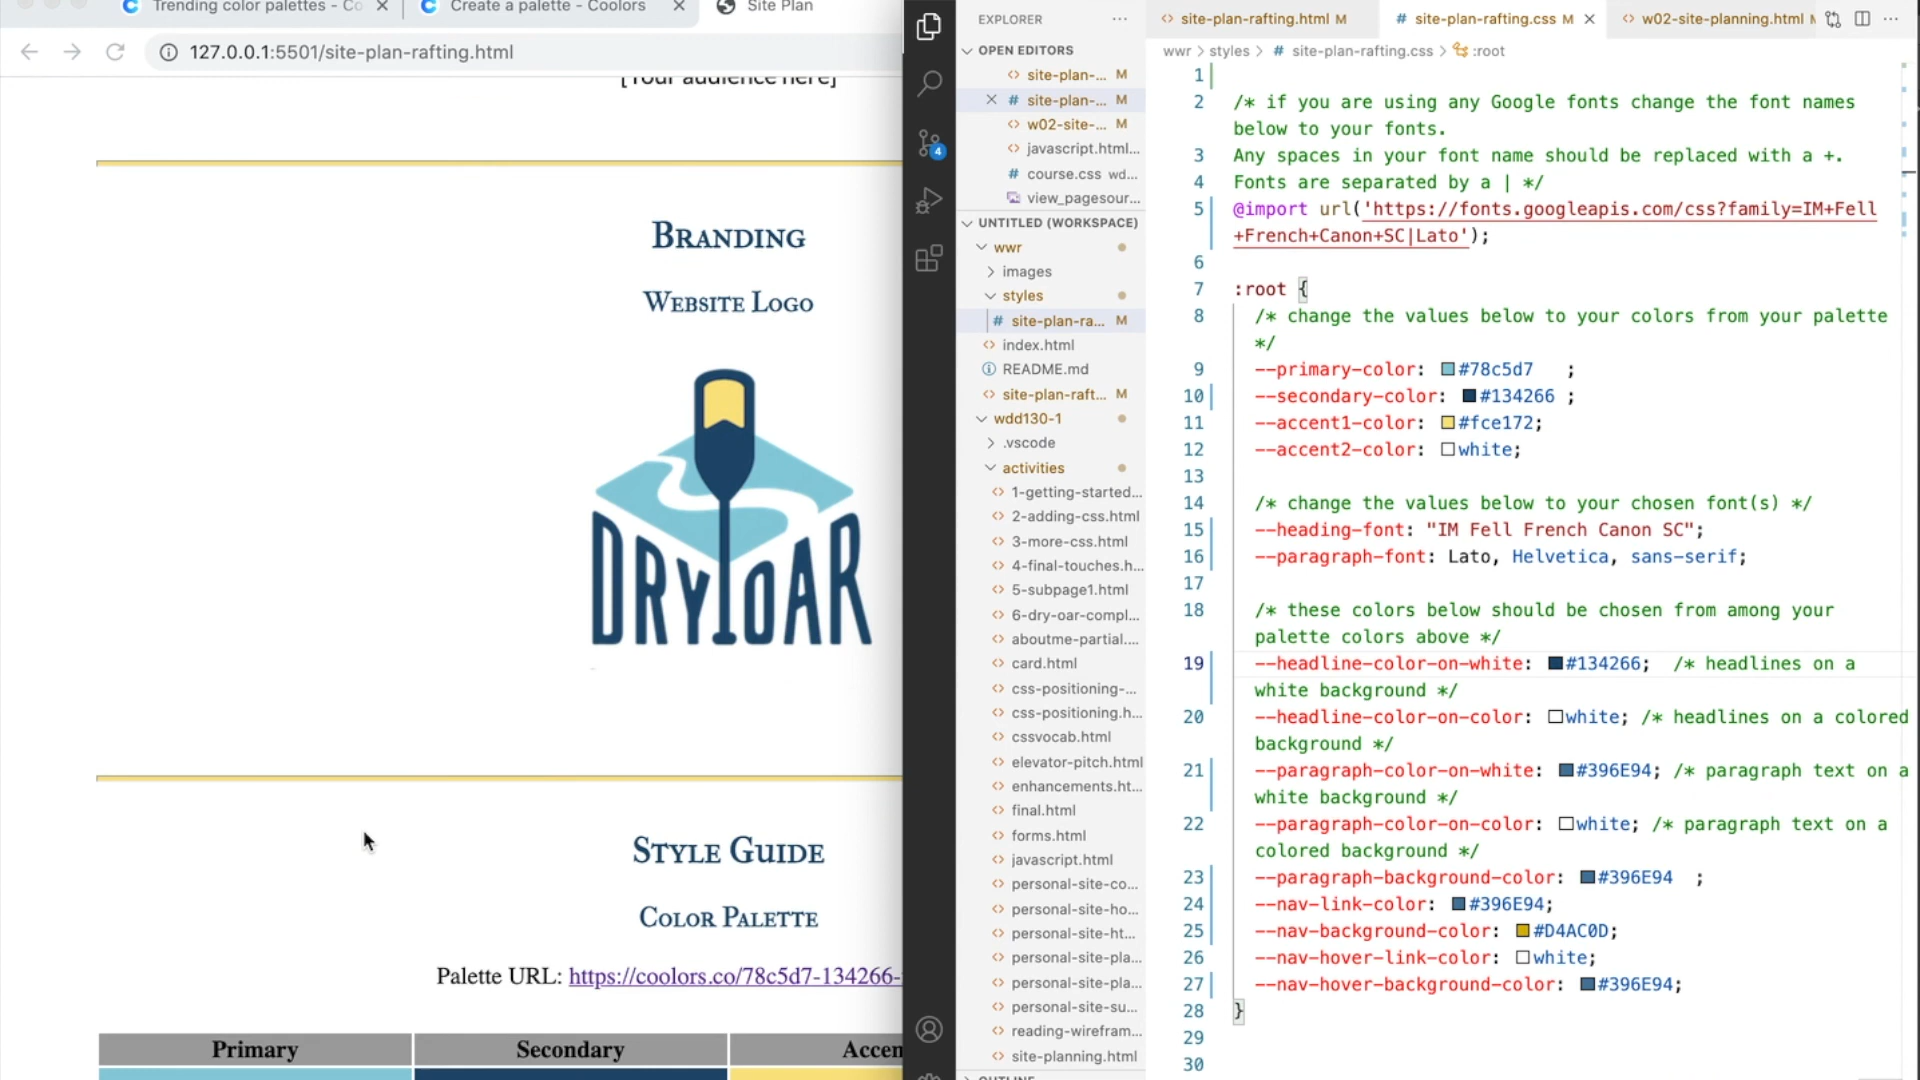 Trending color palettes - Co
Create a palette - Coolors
Site Plan
127.0.0.1:5501/site-plan-rafting.html
[Your audience here]
Branding
Website Logo
DRY OAR
Style Guide
Color Palette
Palette URL: https://coolors.co/78c5d7-134266-
Primary Secondary Accen
EXPLORER
OPEN EDITORS
site-plan-... M
site-plan-... M
w02-site-... M
javascript.html...
course.css wd...
view_pagesour...
UNTITLED (WORKSPACE)
wwr
images
styles
site-plan-ra... M
index.html
README.md
site-plan-raft... M
wdd130-1
.vscode
activities
1-getting-started...
2-adding-css.html
3-more-css.html
4-final-touches.h...
5-subpage1.html
6-dry-oar-compl...
aboutme-partial....
card.html
css-positioning-...
css-positioning.h...
cssvocab.html
elevator-pitch.html
enhancements.ht...
final.html
forms.html
javascript.html
personal-site-co...
personal-site-ho...
personal-site-ht...
personal-site-pla...
personal-site-pla...
personal-site-su...
reading-wirefram...
site-planning.html
OUTLINE
4
site-plan-rafting.html M
site-plan-rafting.css M
w02-site-planning.html M
wwr > styles > # site-plan-rafting.css > :root
1
2 /* if you are using any Google fonts change the font names
below to your fonts.
3 Any spaces in your font name should be replaced with a +.
4 Fonts are separated by a | */
5 @import url('https://fonts.googleapis.com/css?family=IM+Fell
+French+Canon+SC|Lato');
6
7 :root {
8 /* change the values below to your colors from your palette
*/
9 --primary-color: #78c5d7 ;
10 --secondary-color: #134266 ;
11 --accent1-color: #fce172;
12 --accent2-color: white;
13
14 /* change the values below to your chosen font(s) */
15 --heading-font: "IM Fell French Canon SC";
16 --paragraph-font: Lato, Helvetica, sans-serif;
17
18 /* these colors below should be chosen from among your
palette colors above */
19 --headline-color-on-white: #134266; /* headlines on a
white background */
20 --headline-color-on-color: white; /* headlines on a colored
background */
21 --paragraph-color-on-white: #396E94; /* paragraph text on a
white background */
22 --paragraph-color-on-color: white; /* paragraph text on a
colored background */
23 --paragraph-background-color: #396E94 ;
24 --nav-link-color: #396E94;
25 --nav-background-color: #D4AC0D;
26 --nav-hover-link-color: white;
27 --nav-hover-background-color: #396E94;
28 }
29
30